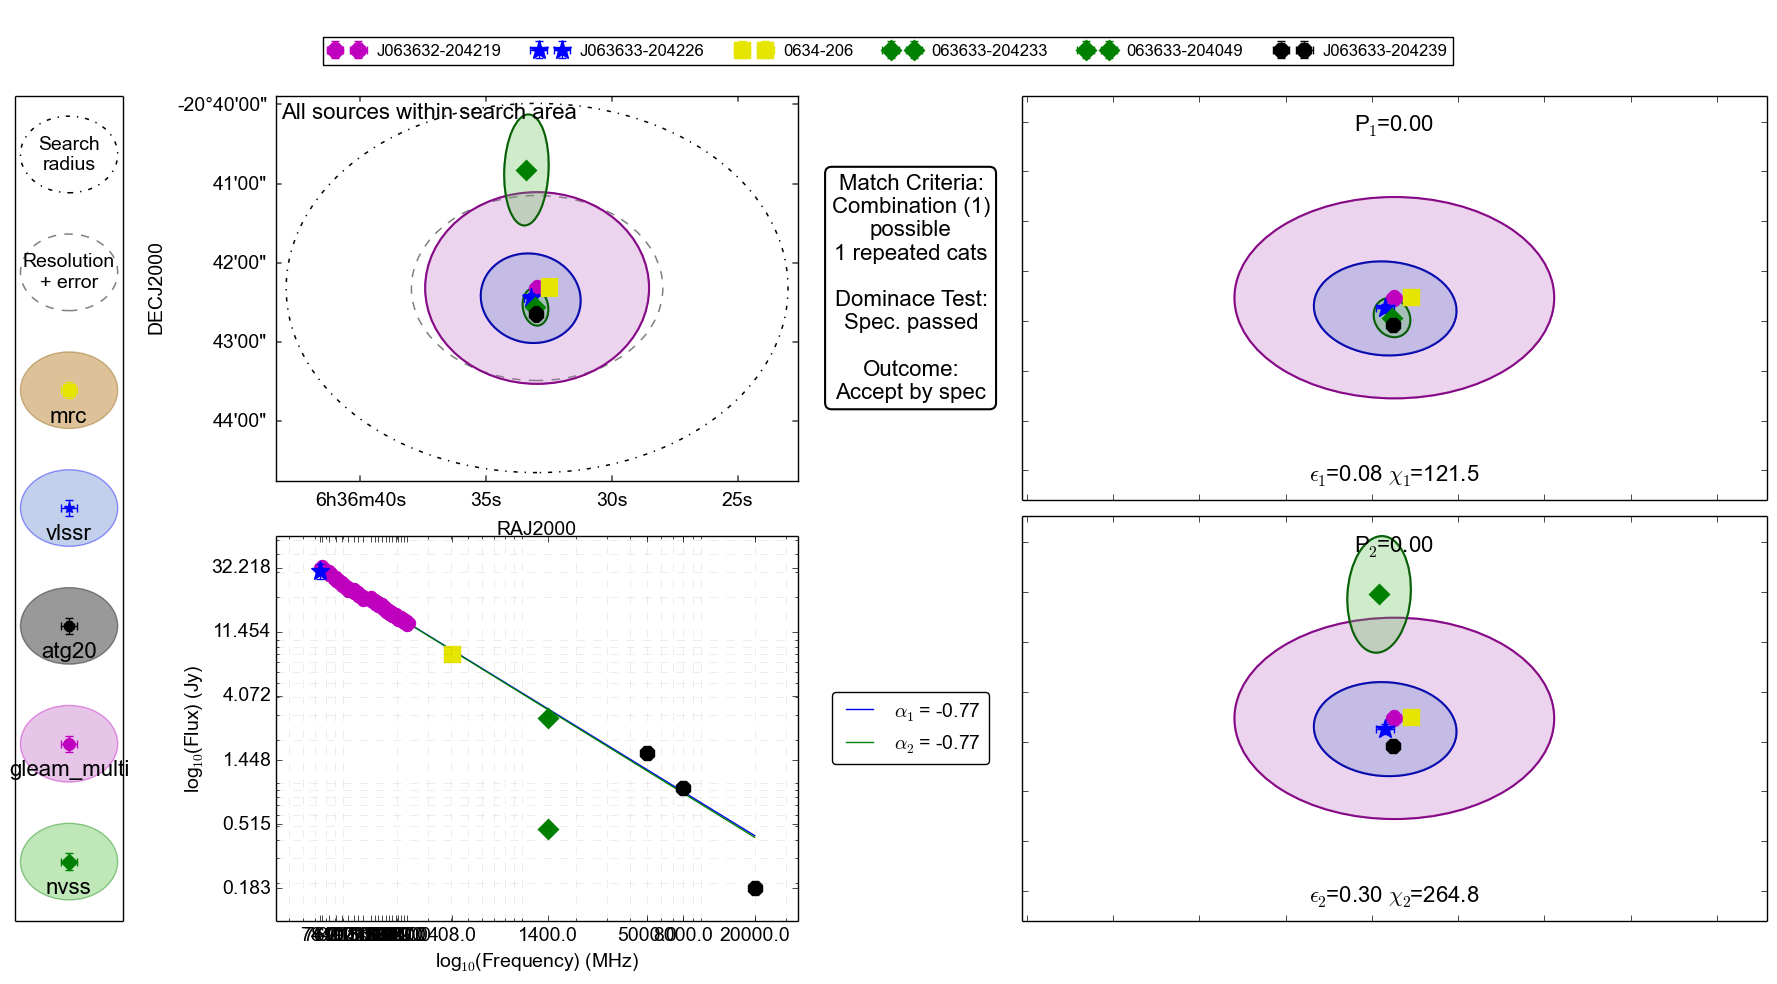 J063632-204219 J063633-204226 0634-206 063633-204233 063633-204049 J063633-204239
Search
radius
Resolution
+ error
mrc
vlssr
atg20
gleam_multi
nvss
All sources within search area
-20°40'00"
41'00"
42'00"
43'00"
44'00"
DECJ2000
6h36m40s 35s 30s 25s
RAJ2000
Match Criteria:
Combination (1)
possible
1 repeated cats
Dominace Test:
Spec. passed
Outcome:
Accept by spec
P₁=0.00
ϵ₁=0.08 χ₁=121.5
32.218
11.454
4.072
1.448
0.515
0.183
log₁₀(Flux) (Jy)
408.0 1400.0 5000.0 8000.0 20000.0
log₁₀(Frequency) (MHz)
α₁ = -0.77
α₂ = -0.77
P₂=0.00
ϵ₂=0.30 χ₂=264.8